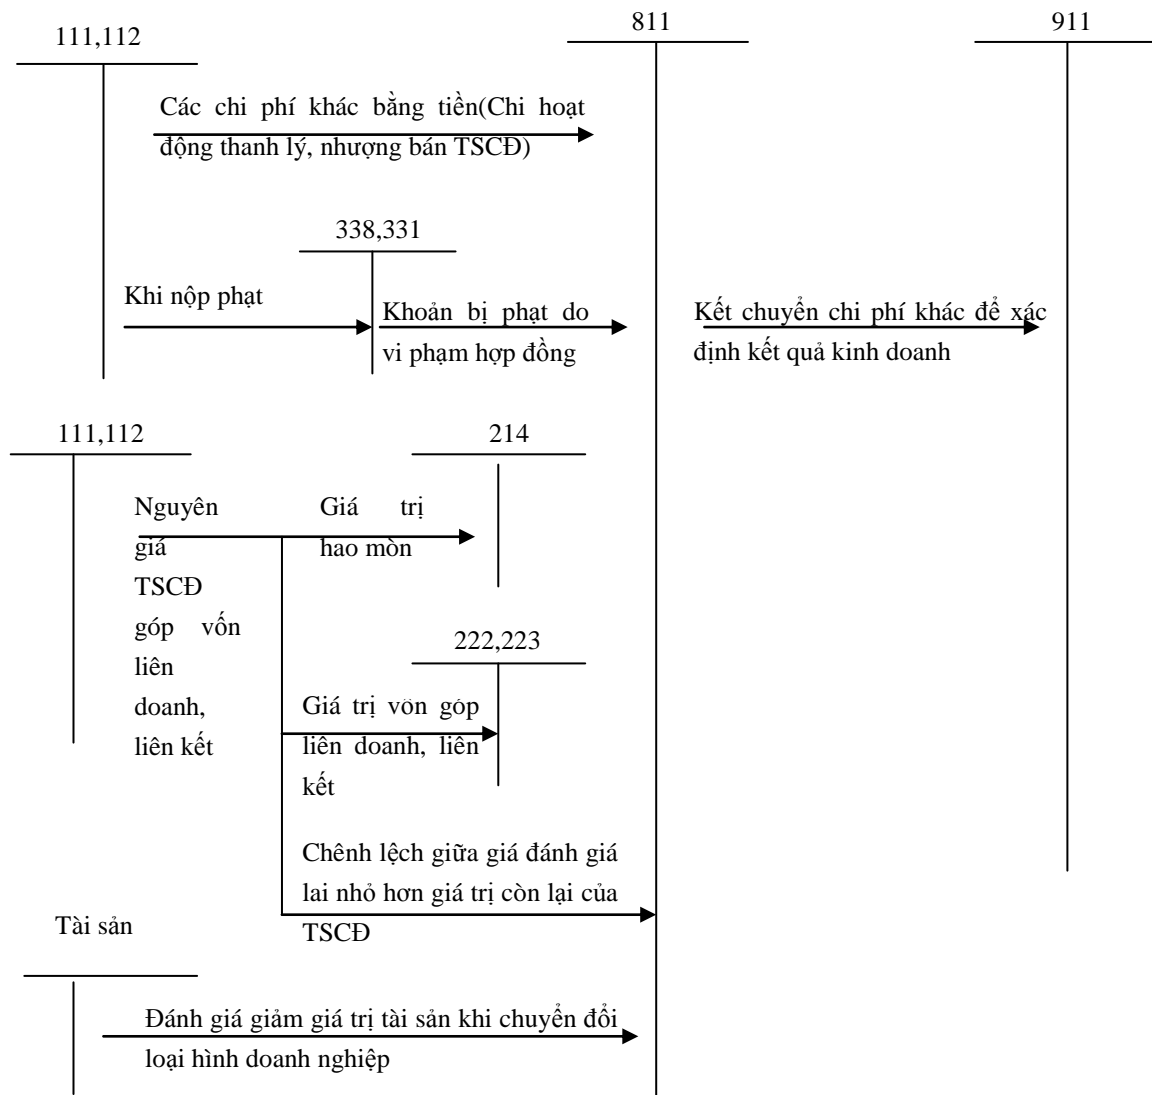 811
911
111,112
Các chi phí khác bằng tiền(Chi hoạt
động thanh lý, nhượng bán TSCĐ)
338,331
Khi nộp phạt
Khoản bị phạt do
vi phạm hợp đồng
Kết chuyển chi phí khác để xác
định kết quả kinh doanh
111,112
214
Nguyên
giá
TSCĐ
góp vốn
liên
doanh,
liên kết
Giá trị
hao mòn
222,223
Giá trị vốn góp
liên doanh, liên
kết
Chênh lệch giữa giá đánh giá
lai nhỏ hơn giá trị còn lại của
TSCĐ
Tài sản
Đánh giá giảm giá trị tài sản khi chuyển đổi
loại hình doanh nghiệp